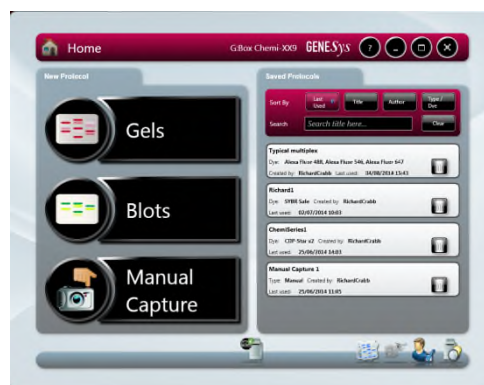 Home
G:Box Chemi-XX9 GENESys ?
New Protocol
Gels
Blots
Manual
Capture
Saved Protocols
Sort By Last Used Title Author Type / Dye
Search Search title here... Clear
Typical multiplex
Dye: Alexa Fluor 488, Alexa Fluor 546, Alexa Fluor 647
Created by: RichardCrabb Last used: 14/08/2014 13:43
Richard1
Dye: SYBR Safe Created by: RichardCrabb
Last used: 02/07/2014 10:03
ChemiSeries1
Dye: CDP Star v2 Created by: RichardCrabb
Last used: 25/06/2014 14:03
Manual Capture 1
Type: Manual Created by: RichardCrabb
Last used: 25/06/2014 11:05